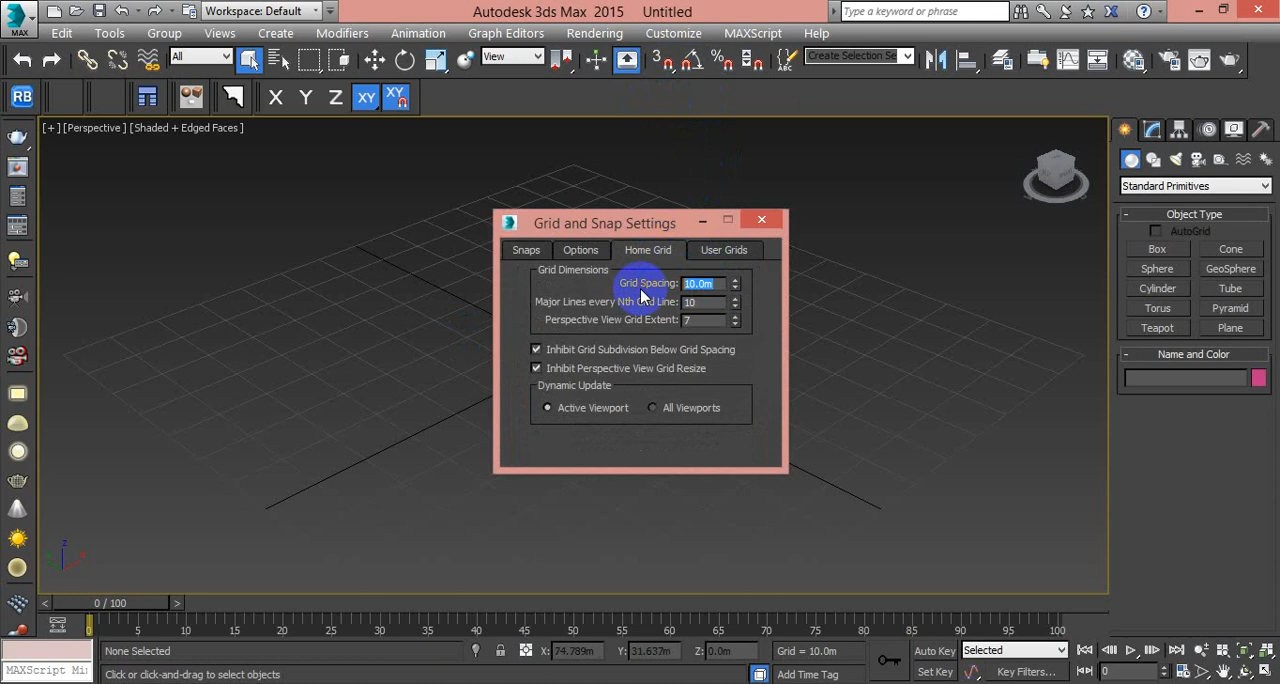 Workspace: Default
Autodesk 3ds Max 2015 Untitled
Type a keyword or phrase
MAX
Edit Tools Group Views Create Modifiers Animation Graph Editors Rendering Customize MAXScript Help
All
View
3
Create Selection Se
RB
X Y Z XY XY
[+] [Perspective ] [Shaded + Edged Faces ]
Standard Primitives
Grid and Snap Settings
Snaps Options Home Grid User Grids
Grid Dimensions
Grid Spacing: 10.0m
Major Lines every Nth Grid Line: 10
Perspective View Grid Extent: 7
Inhibit Grid Subdivision Below Grid Spacing
Inhibit Perspective View Grid Resize
Dynamic Update
Active Viewport All Viewports
- Object Type
AutoGrid
Box Cone
Sphere GeoSphere
Cylinder Tube
Torus Pyramid
Teapot Plane
- Name and Color
z
< 0 / 100 >
0 5 10 15 20 25 30 35 40 45 50 55 60 65 70 75 80 85 90 95 100
None Selected X: 74.789m Y: 31.637m Z: 0.0m Grid = 10.0m Auto Key Selected
MAXScript Mi Click or click-and-drag to select objects Add Time Tag Set Key Key Filters... 0